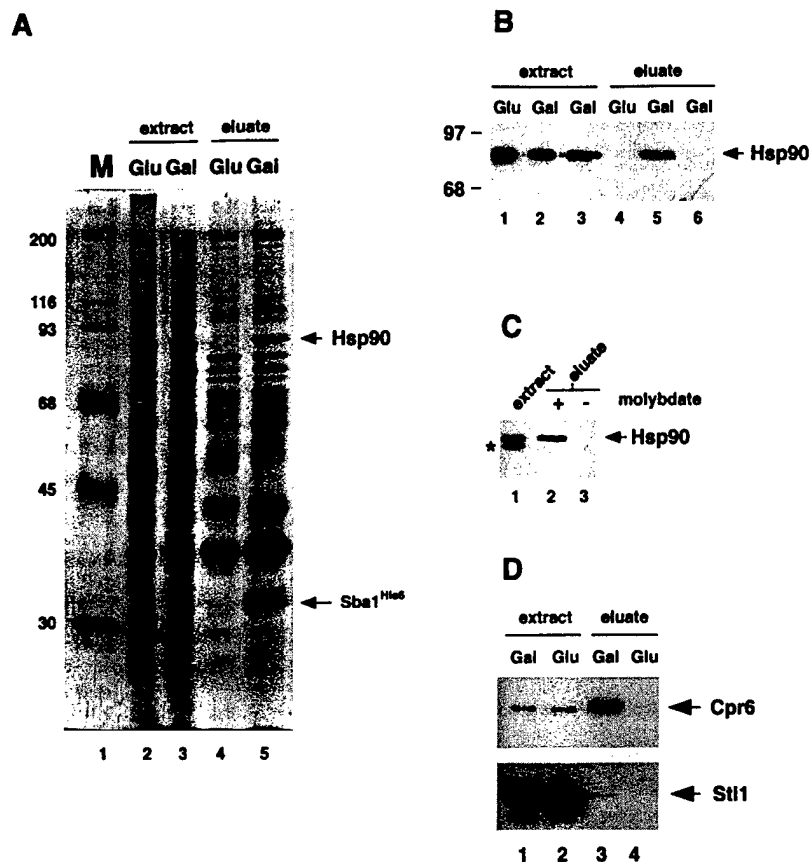 A
extract eluate
M Glu Gal Glu Gal
200
116
93
68
45
30
Hsp90
Sba1His6
1 2 3 4 5
B
extract eluate
Glu Gal Gal Glu Gal Gal
97
68
Hsp90
1 2 3 4 5 6
C
extract eluate
+ - molybdate
* Hsp90
1 2 3
D
extract eluate
Gal Glu Gal Glu
Cpr6
Sti1
1 2 3 4